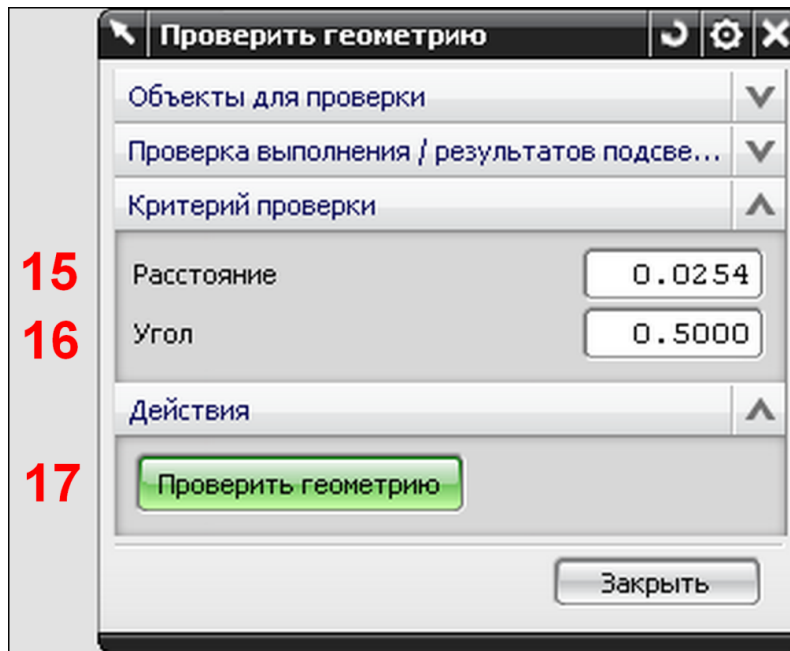 Проверить геометрию
Объекты для проверки
Проверка выполнения / результатов подсве...
Критерий проверки
15 Расстояние 0.0254
16 Угол 0.5000
Действия
17 Проверить геометрию
Закрыть